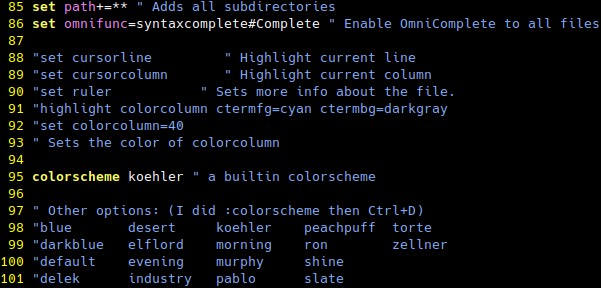 85 set path+=** " Adds all subdirectories
86 set omnifunc=syntaxcomplete#Complete " Enable OmniComplete to all files
87
88 "set cursorline         " Highlight current line
89 "set cursorcolumn       " Highlight current column
90 "set ruler           " Sets more info about the file.
91 "highlight colorcolumn ctermfg=cyan ctermbg=darkgray
92 "set colorcolumn=40
93 " Sets the color of colorcolumn
94
95 colorscheme koehler " a builtin colorscheme
96
97 " Other options: (I did :colorscheme then Ctrl+D)
98 "blue       desert     koehler    peachpuff  torte
99 "darkblue   elflord    morning    ron        zellner
100 "default    evening    murphy     shine
101 "delek      industry   pablo      slate